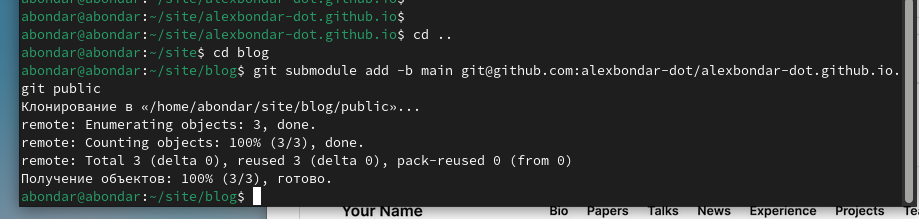 abondar@abondar:~/site/alexbondar-dot.github.io$
abondar@abondar:~/site/alexbondar-dot.github.io$
abondar@abondar:~/site/alexbondar-dot.github.io$ cd ..
abondar@abondar:~/site$ cd blog
abondar@abondar:~/site/blog$ git submodule add -b main git@github.com:alexbondar-dot/alexbondar-dot.github.io.
git public
Клонирование в «/home/abondar/site/blog/public»...
remote: Enumerating objects: 3, done.
remote: Counting objects: 100% (3/3), done.
remote: Total 3 (delta 0), reused 3 (delta 0), pack-reused 0 (from 0)
Получение объектов: 100% (3/3), готово.
abondar@abondar:~/site/blog$
Your Name Bio Papers Talks News Experience Projects Te